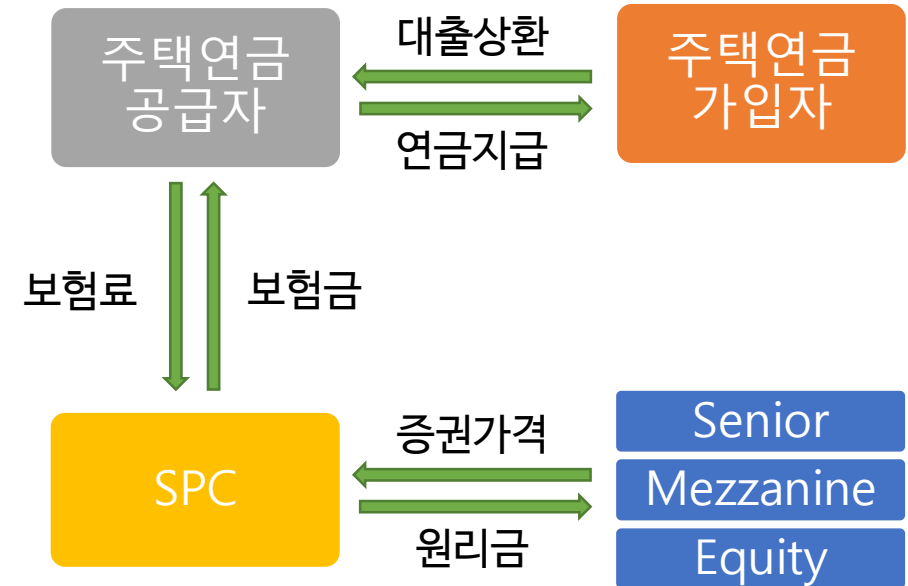 주택연금
공급자
대출상환
연금지급
주택연금
가입자
보험료
보험금
SPC
증권가격
원리금
Senior
Mezzanine
Equity